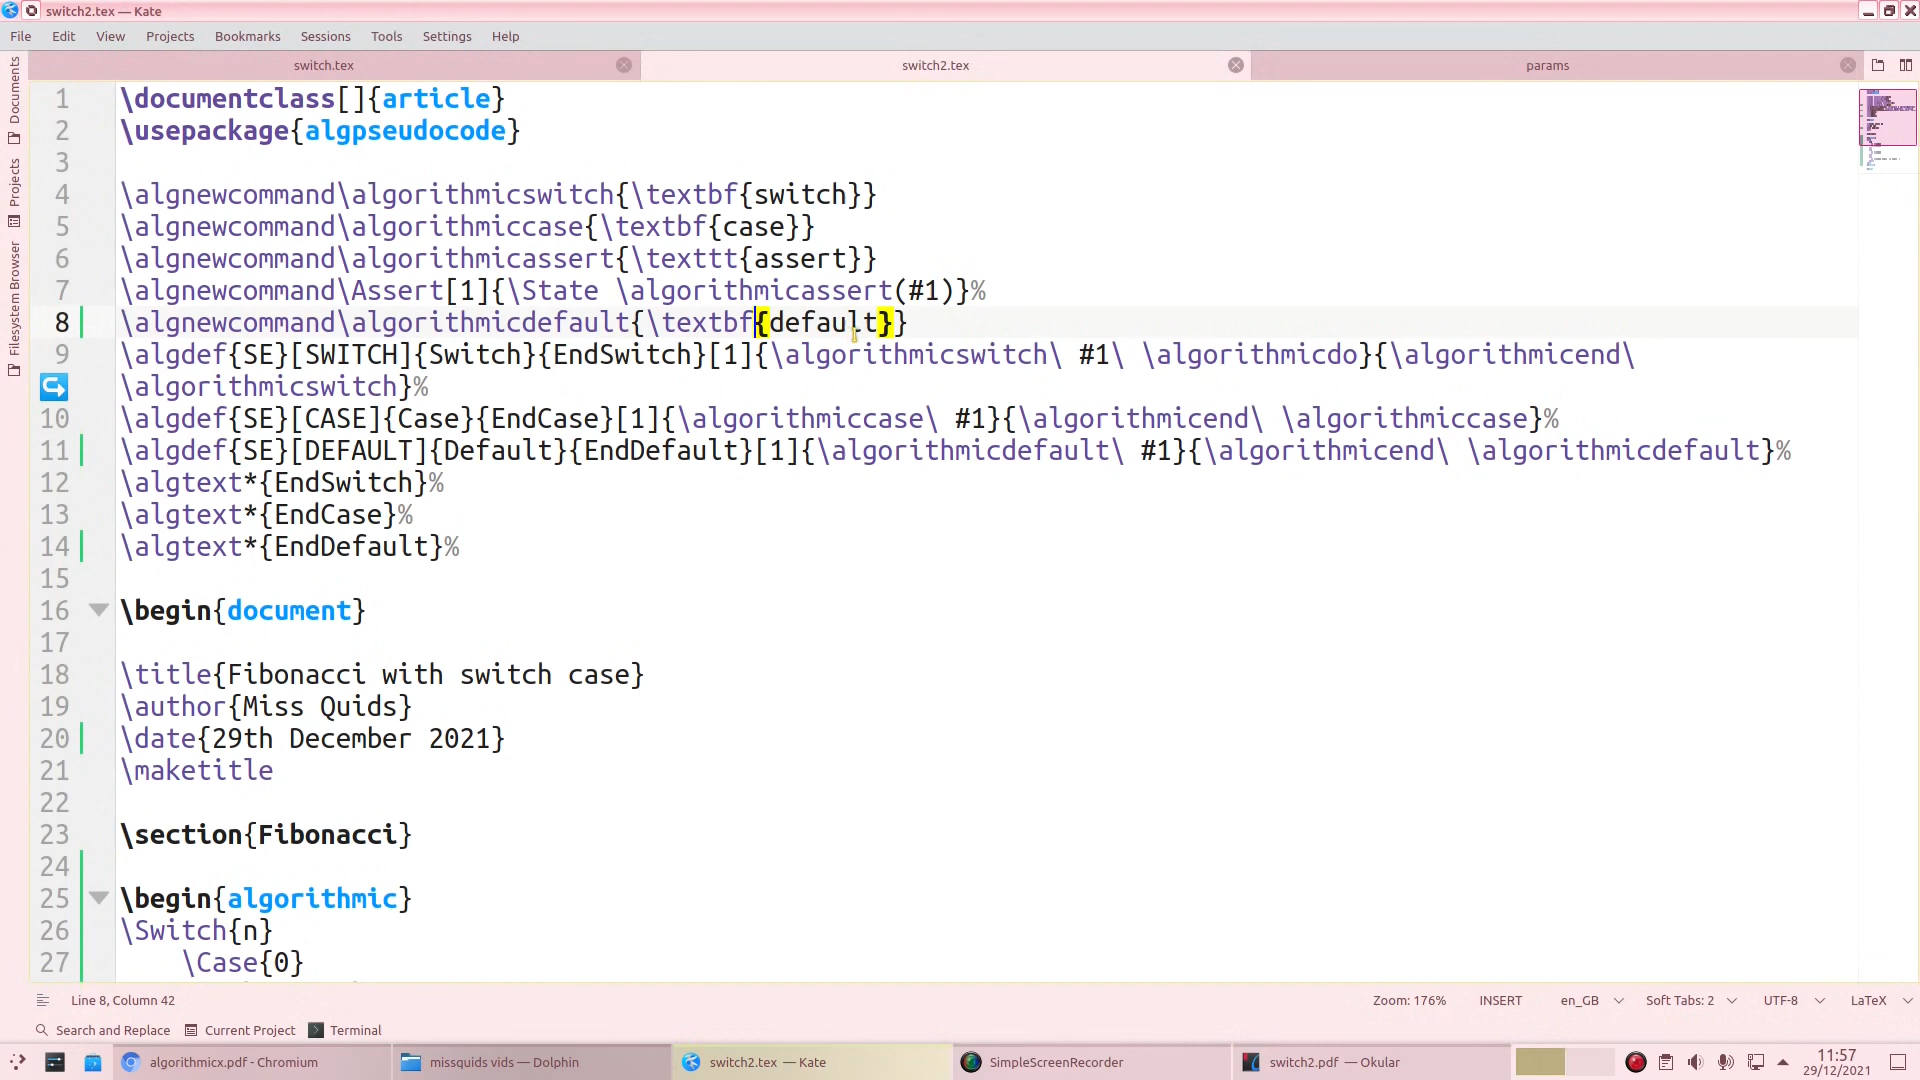 switch2.tex — Kate
File Edit View Projects Bookmarks Sessions Tools Settings Help
switch.tex switch2.tex params
Documents
Projects
Filesystem Browser
1 \documentclass[]{article}
2 \usepackage{algpseudocode}
3
4 \algnewcommand\algorithmicswitch{\textbf{switch}}
5 \algnewcommand\algorithmiccase{\textbf{case}}
6 \algnewcommand\algorithmicassert{\texttt{assert}}
7 \algnewcommand\Assert[1]{\State \algorithmicassert(#1)}%
8 \algnewcommand\algorithmicdefault{\textbf{default}}
9 \algdef{SE}[SWITCH]{Switch}{EndSwitch}[1]{\algorithmicswitch\ #1\ \algorithmicdo}{\algorithmicend\
\algorithmicswitch}%
10 \algdef{SE}[CASE]{Case}{EndCase}[1]{\algorithmiccase\ #1}{\algorithmicend\ \algorithmiccase}%
11 \algdef{SE}[DEFAULT]{Default}{EndDefault}[1]{\algorithmicdefault\ #1}{\algorithmicend\ \algorithmicdefault}%
12 \algtext*{EndSwitch}%
13 \algtext*{EndCase}%
14 \algtext*{EndDefault}%
15
16 \begin{document}
17
18 \title{Fibonacci with switch case}
19 \author{Miss Quids}
20 \date{29th December 2021}
21 \maketitle
22
23 \section{Fibonacci}
24
25 \begin{algorithmic}
26 \Switch{n}
27 \Case{0}
Line 8, Column 42 Zoom: 176% INSERT en_GB Soft Tabs: 2 UTF-8 LaTeX
Search and Replace Current Project Terminal
algorithmicx.pdf - Chromium missquids vids — Dolphin switch2.tex — Kate SimpleScreenRecorder switch2.pdf — Okular 11:57
29/12/2021